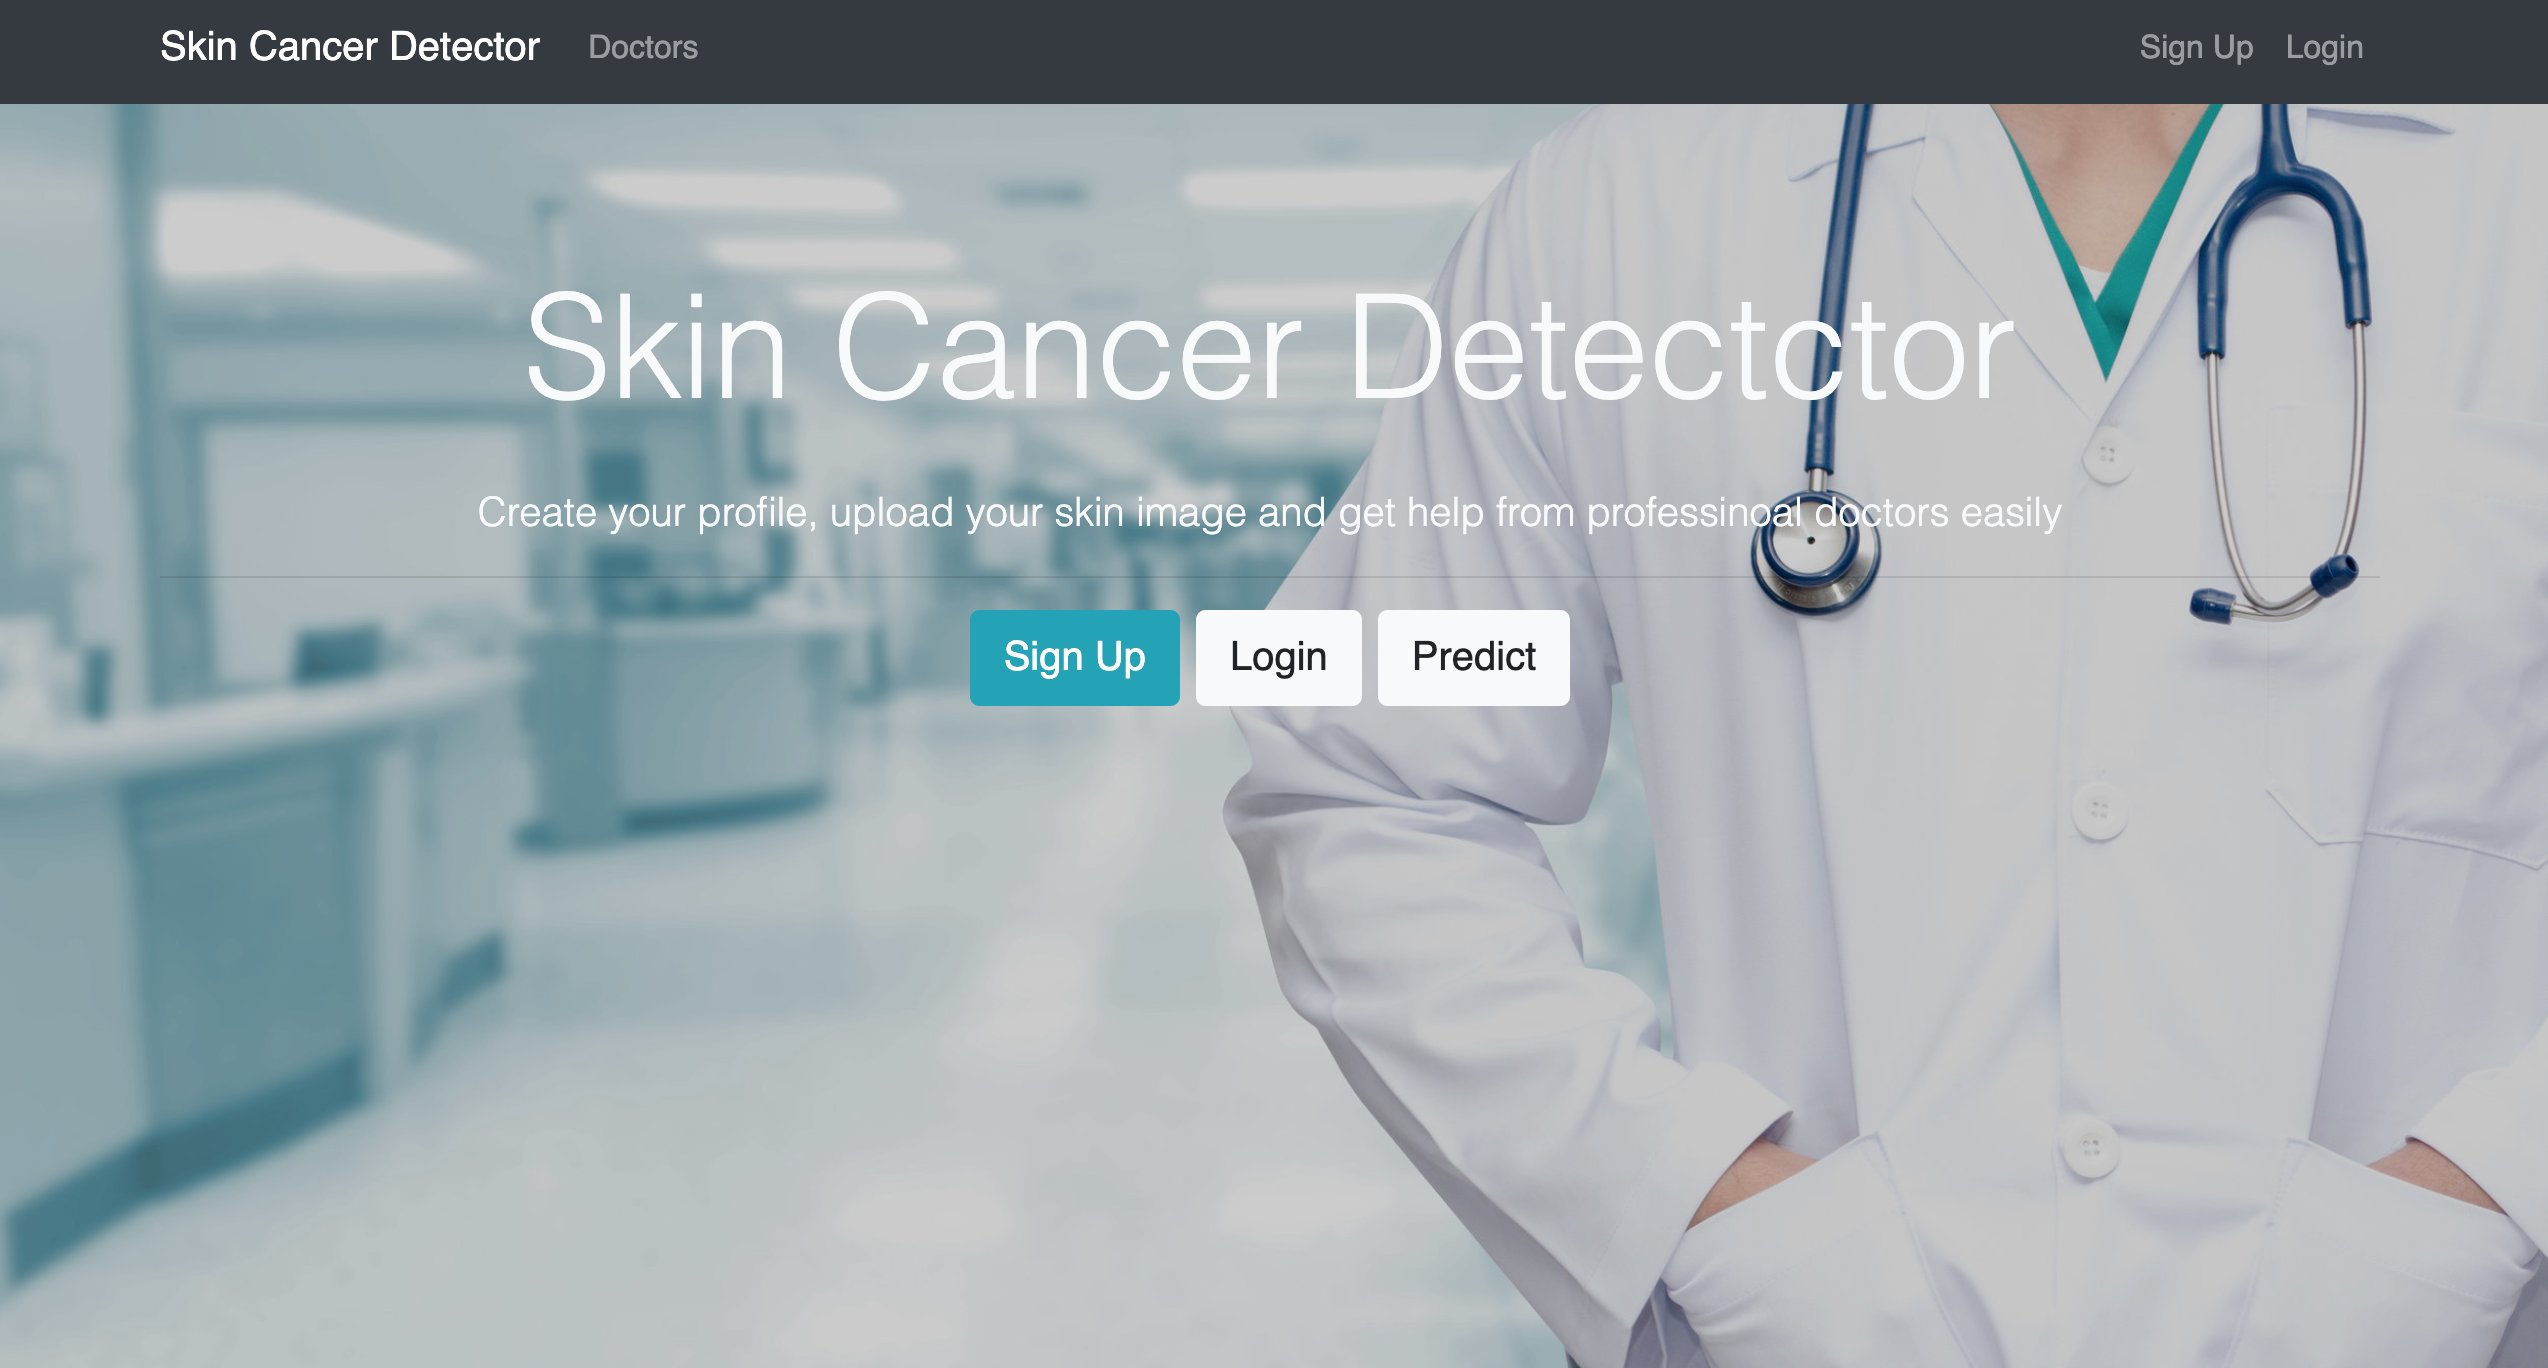 Skin Cancer Detector Doctors Sign Up Login
Skin Cancer Detectctor
Create your profile, upload your skin image and get help from professinoal doctors easily
Sign Up Login Predict